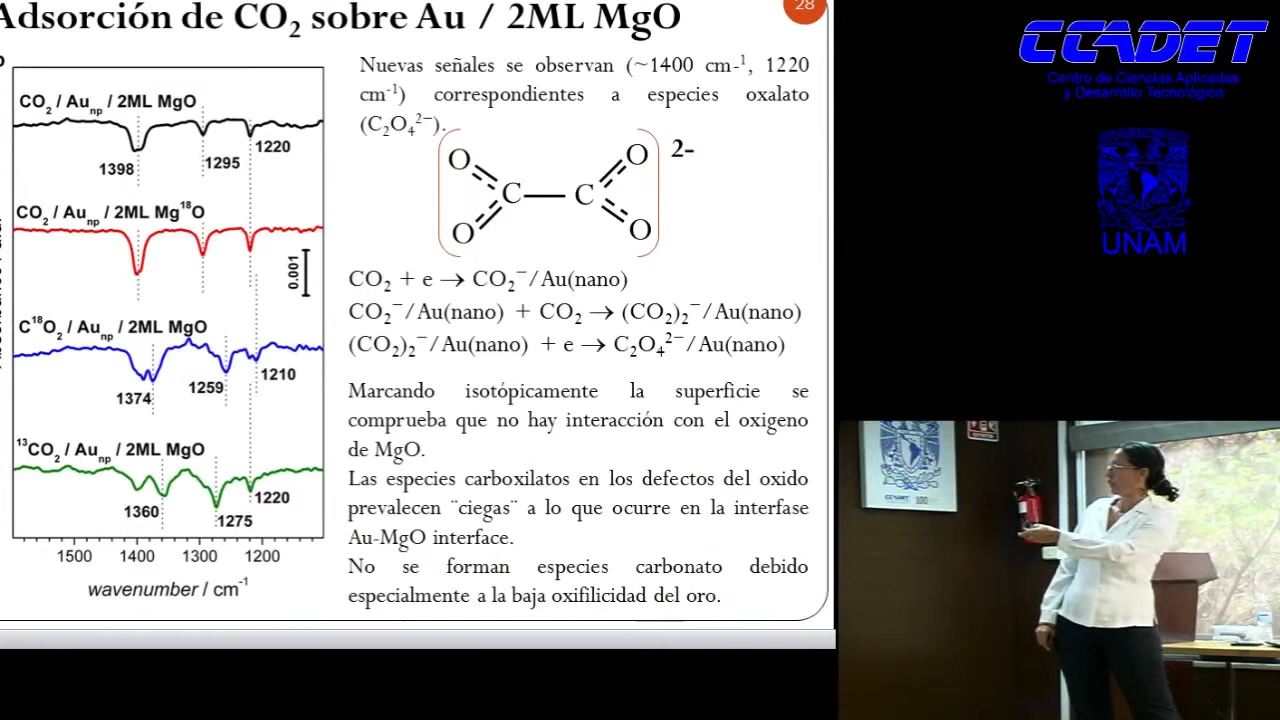 Adsorción de CO₂ sobre Au / 2ML MgO
28
CO₂ / Auₙₚ / 2ML MgO
1398
1295
1220
CO₂ / Auₙₚ / 2ML Mg¹⁸O
0.001
C¹⁸O₂ / Auₙₚ / 2ML MgO
1374
1259
1210
¹³CO₂ / Auₙₚ / 2ML MgO
1360
1275
1220
1500 1400 1300 1200
wavenumber / cm⁻¹
Nuevas señales se observan (~1400 cm-¹, 1220
cm-¹) correspondientes a especies oxalato
(C₂O₄²⁻).
O O 2-
C C
O O
CO₂ + e → CO₂⁻/Au(nano)
CO₂⁻/Au(nano) + CO₂ → (CO₂)₂⁻/Au(nano)
(CO₂)₂⁻/Au(nano) + e → C₂O₄²⁻/Au(nano)
Marcando isotópicamente la superficie se
comprueba que no hay interacción con el oxigeno
de MgO.
Las especies carboxilatos en los defectos del oxido
prevalecen ¨ciegas¨ a lo que ocurre en la interfase
Au-MgO interface.
No se forman especies carbonato debido
especialmente a la baja oxifilicidad del oro.
CCADET
Centro de Ciencias Aplicadas
y Desarrollo Tecnológico
UNAM
CCADET 100